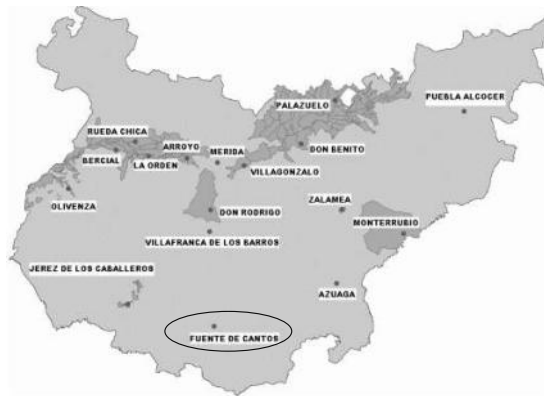 PALAZUELO
PUEBLA ALCOCER
RUEDA CHICA
ARROYO
MERIDA
DON BENITO
BERCIAL
LA ORDEN
VILLAGONZALO
OLIVENZA
DON RODRIGO
ZALAMEA
MONTERRUBIO
VILLAFRANCA DE LOS BARROS
JEREZ DE LOS CABALLEROS
AZUAGA
FUENTE DE CANTOS